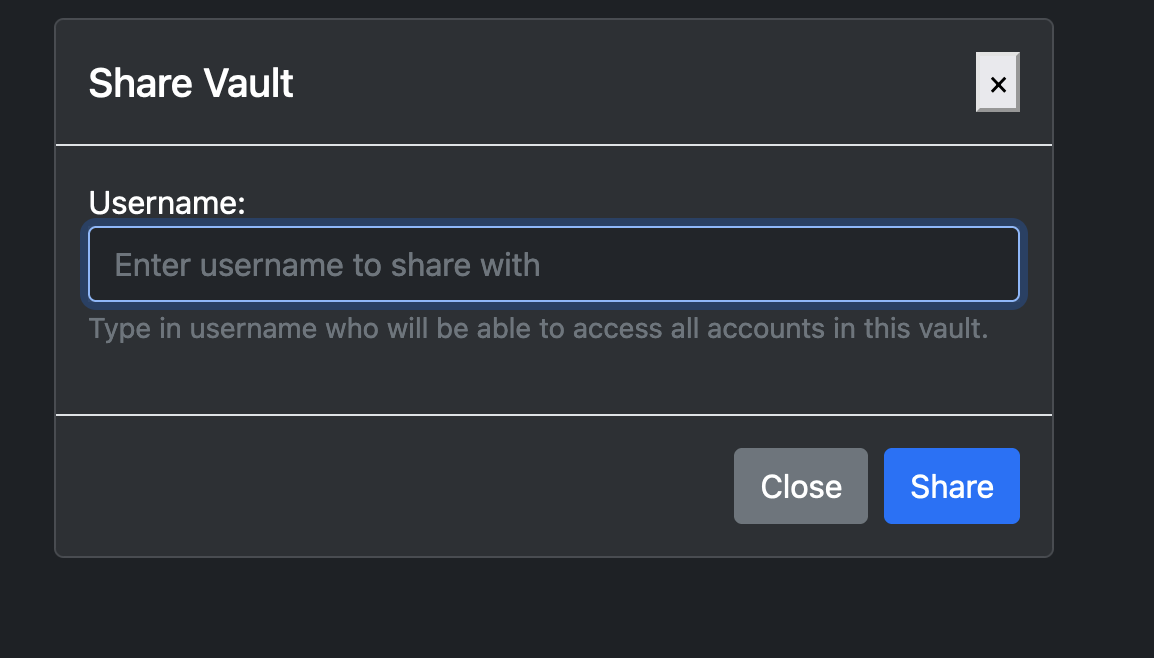 Share Vault
×
Username:
Enter username to share with
Type in username who will be able to access all accounts in this vault.
Close
Share